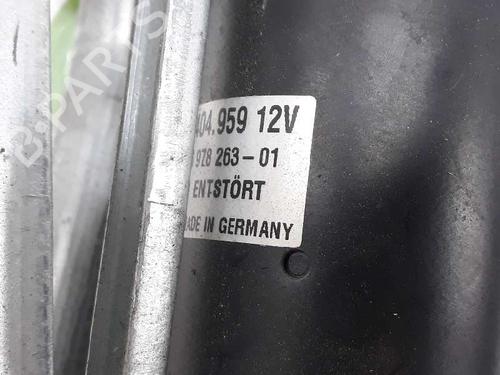 404.959 12V
978 263-01
ENTSTÖRT
MADE IN GERMANY
B-PARTS